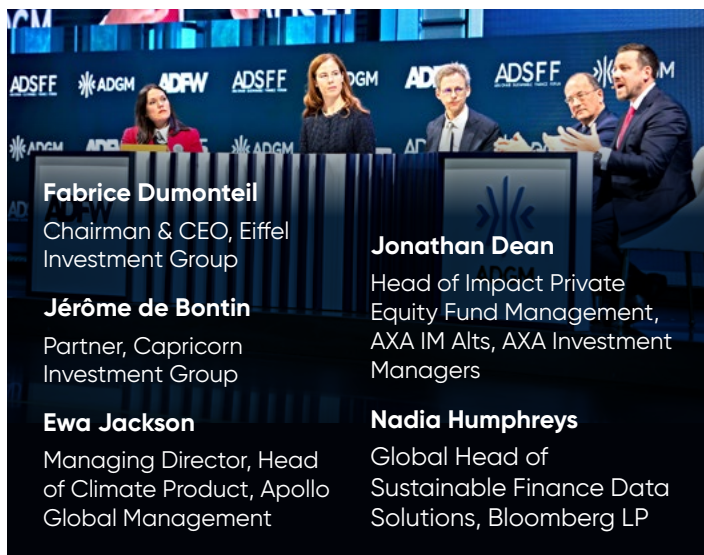 ADSFF
ADGM
ADFW
ADSFF
ADSFF
ADGM
ADFW
ADGM
Fabrice Dumonteil
Chairman & CEO, Eiffel
Investment Group
Jérôme de Bontin
Partner, Capricorn
Investment Group
Ewa Jackson
Managing Director, Head
of Climate Product, Apollo
Global Management
Jonathan Dean
Head of Impact Private
Equity Fund Management,
AXA IM Alts, AXA Investment
Managers
Nadia Humphreys
Global Head of
Sustainable Finance Data
Solutions, Bloomberg LP